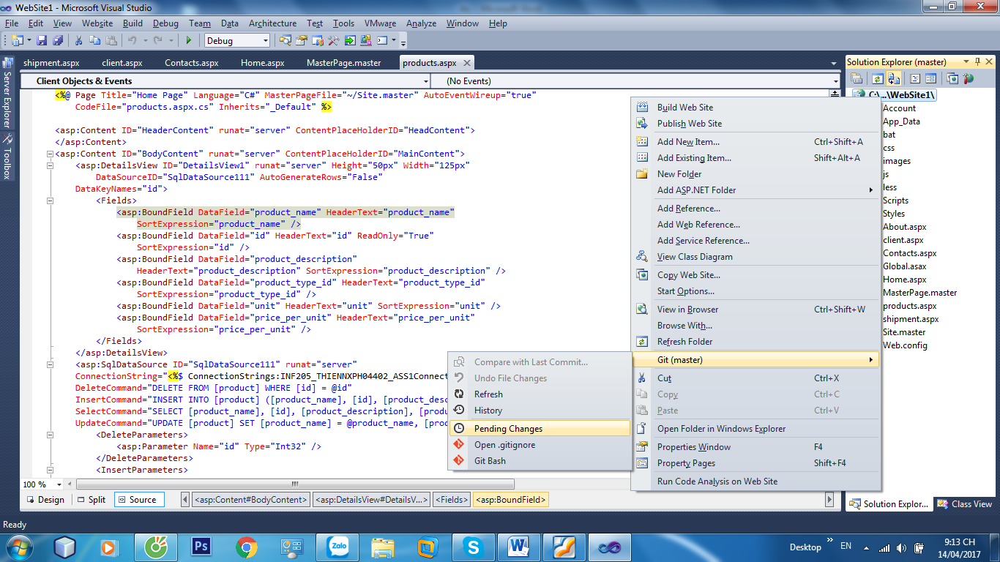 WebSite1 - Microsoft Visual Studio
File Edit View Website Build Debug Team Data Architecture Test Tools VMware Analyze Window Help
Debug
shipment.aspx client.aspx Contacts.aspx Home.aspx MasterPage.master products.aspx
Client Objects & Events (No Events)
Server Explorer
Toolbox
<%@ Page Title="Home Page" Language="C#" MasterPageFile="~/Site.master" AutoEventWireup="true"
CodeFile="products.aspx.cs" Inherits="_Default" %>
<asp:Content ID="HeaderContent" runat="server" ContentPlaceHolderID="HeadContent">
</asp:Content>
<asp:Content ID="BodyContent" runat="server" ContentPlaceHolderID="MainContent">
<asp:DetailsView ID="DetailsView1" runat="server" Height="50px" Width="125px"
DataSourceID="SqlDataSource111" AutoGenerateRows="False"
DataKeyNames="id">
<Fields>
<asp:BoundField DataField="product_name" HeaderText="product_name"
SortExpression="product_name" />
<asp:BoundField DataField="id" HeaderText="id" ReadOnly="True"
SortExpression="id" />
<asp:BoundField DataField="product_description"
HeaderText="product_description" SortExpression="product_description" />
<asp:BoundField DataField="product_type_id" HeaderText="product_type_id"
SortExpression="product_type_id" />
<asp:BoundField DataField="unit" HeaderText="unit" SortExpression="unit" />
<asp:BoundField DataField="price_per_unit" HeaderText="price_per_unit"
SortExpression="price_per_unit" />
</Fields>
</asp:DetailsView>
<asp:SqlDataSource ID="SqlDataSource111" runat="server"
ConnectionString="<%$ ConnectionStrings:INF205_THIENNXPH04402_ASS1Connect
DeleteCommand="DELETE FROM [product] WHERE [id] = @id"
InsertCommand="INSERT INTO [product] ([product_name], [id], [product_desc
SelectCommand="SELECT [product_name], [id], [product_description], [produ
UpdateCommand="UPDATE [product] SET [product_name] = @product_name, [prod
<DeleteParameters>
<asp:Parameter Name="id" Type="Int32" />
</DeleteParameters>
<InsertParameters>
Build Web Site
Publish Web Site
Add New Item... Ctrl+Shift+A
Add Existing Item... Shift+Alt+A
New Folder
Add ASP.NET Folder
Add Reference...
Add Web Reference...
Add Service Reference...
View Class Diagram
Copy Web Site...
Start Options...
View in Browser Ctrl+Shift+W
Browse With...
Refresh Folder
Git (master)
Cut Ctrl+X
Copy Ctrl+C
Paste Ctrl+V
Open Folder in Windows Explorer
Properties Window F4
Property Pages Shift+F4
Run Code Analysis on Web Site
Compare with Last Commit...
Undo File Changes
Refresh
History
Pending Changes
Open .gitignore
Git Bash
Solution Explorer (master)
C:\...\WebSite1\
Account
App_Data
bat
css
images
js
less
Scripts
Styles
About.aspx
client.aspx
Contacts.aspx
Global.asax
Home.aspx
MasterPage.master
products.aspx
shipment.aspx
Site.master
Web.config
100 %
Design Split Source <asp:Content#BodyContent> <asp:DetailsView#DetailsV...> <Fields> <asp:BoundField>
Solution Explor... Class View
Ready
Ps
Zalo
S
W
Desktop
EN
9:13 CH
14/04/2017